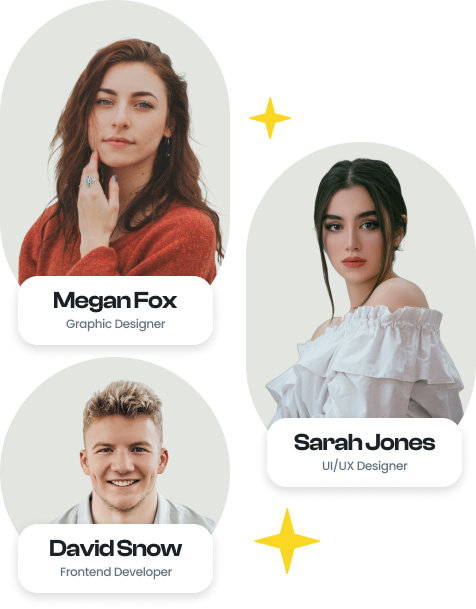 Megan Fox
Graphic Designer
Sarah Jones
UI/UX Designer
David Snow
Frontend Developer